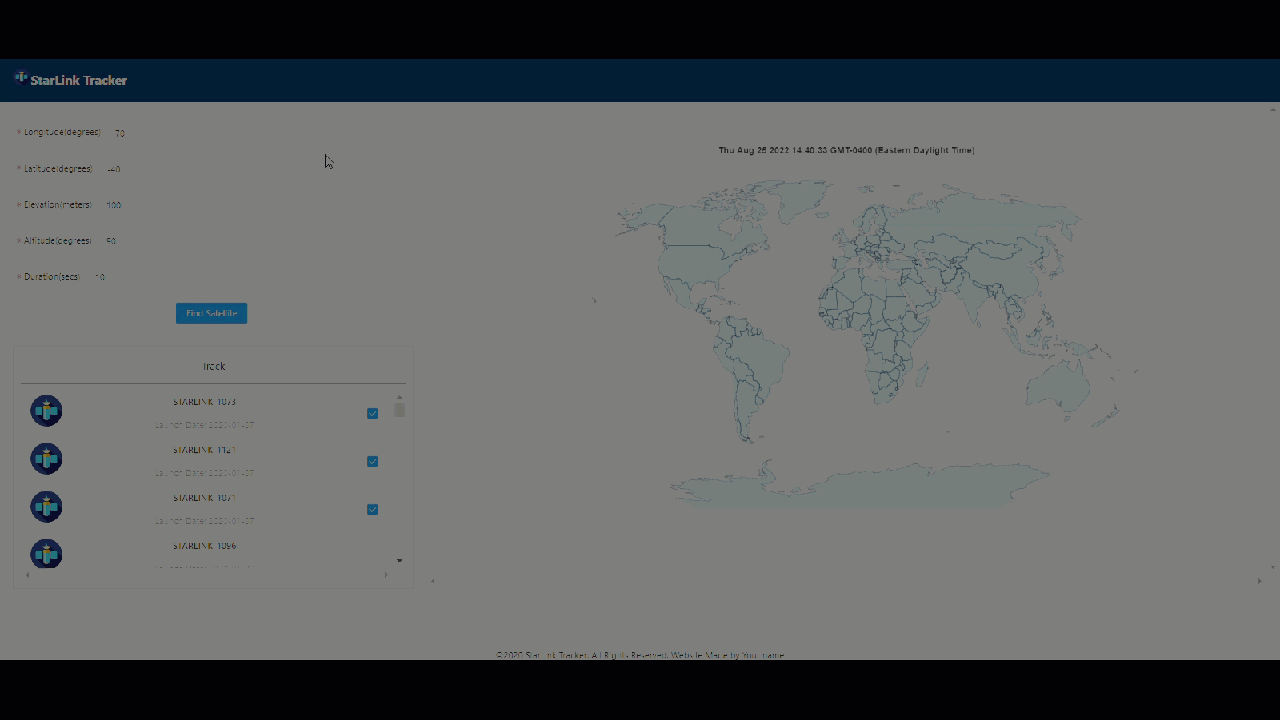 StarLink Tracker
* Longitude(degrees) 70
* Latitude(degrees) -40
* Elevation(meters) 100
* Altitude(degrees) 90
* Duration(secs) 10
Find Satellite
Track
STARLINK-1073
Launch Date: 2020-01-07
STARLINK-1121
Launch Date: 2020-01-07
STARLINK-1071
Launch Date: 2020-01-07
STARLINK-1096
Thu Aug 25 2022 14:40:33 GMT-0400 (Eastern Daylight Time)
©2020 StarLink Tracker. All Rights Reserved. Website Made by Your name